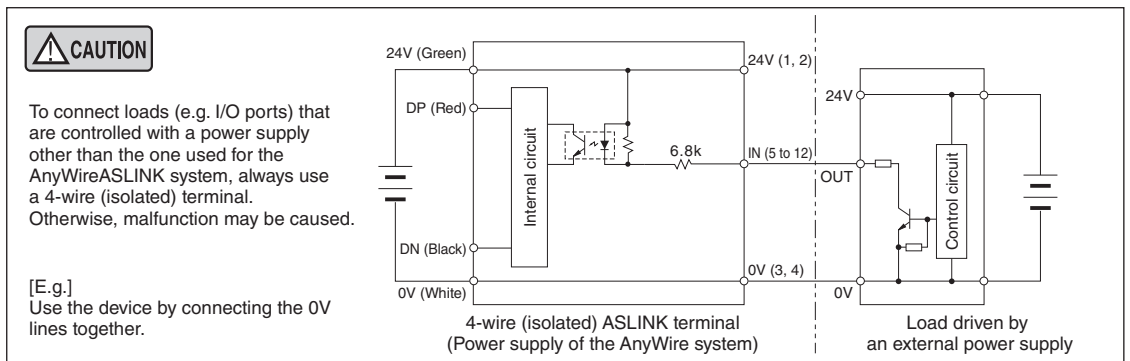 CAUTION
To connect loads (e.g. I/O ports) that
are controlled with a power supply
other than the one used for the
AnyWireASLINK system, always use
a 4-wire (isolated) terminal.
Otherwise, malfunction may be caused.
[E.g.]
Use the device by connecting the 0V
lines together.
24V (Green)
DP (Red)
DN (Black)
0V (White)
Internal circuit
6.8k
24V (1, 2)
IN (5 to 12)
0V (3, 4)
4-wire (isolated) ASLINK terminal
(Power supply of the AnyWire system)
24V
OUT
0V
Control circuit
Load driven by
an external power supply